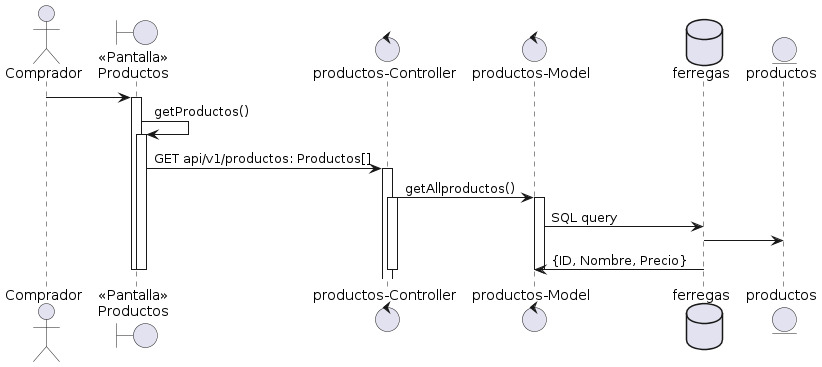 Comprador
«Pantalla»
Productos
productos-Controller
productos-Model
ferregas
productos
getProductos()
GET api/v1/productos: Productos[]
getAllproductos()
SQL query
{ID, Nombre, Precio}
Comprador
«Pantalla»
Productos
productos-Controller
productos-Model
ferregas
productos